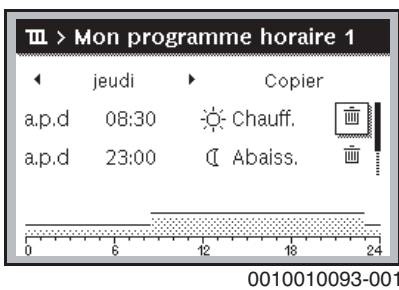 > Mon programme horaire 1
jeudi Copier
a.p.d 08:30 Chauff.
a.p.d 23:00 Abaiss.
0 6 12 18 24
0010010093-001